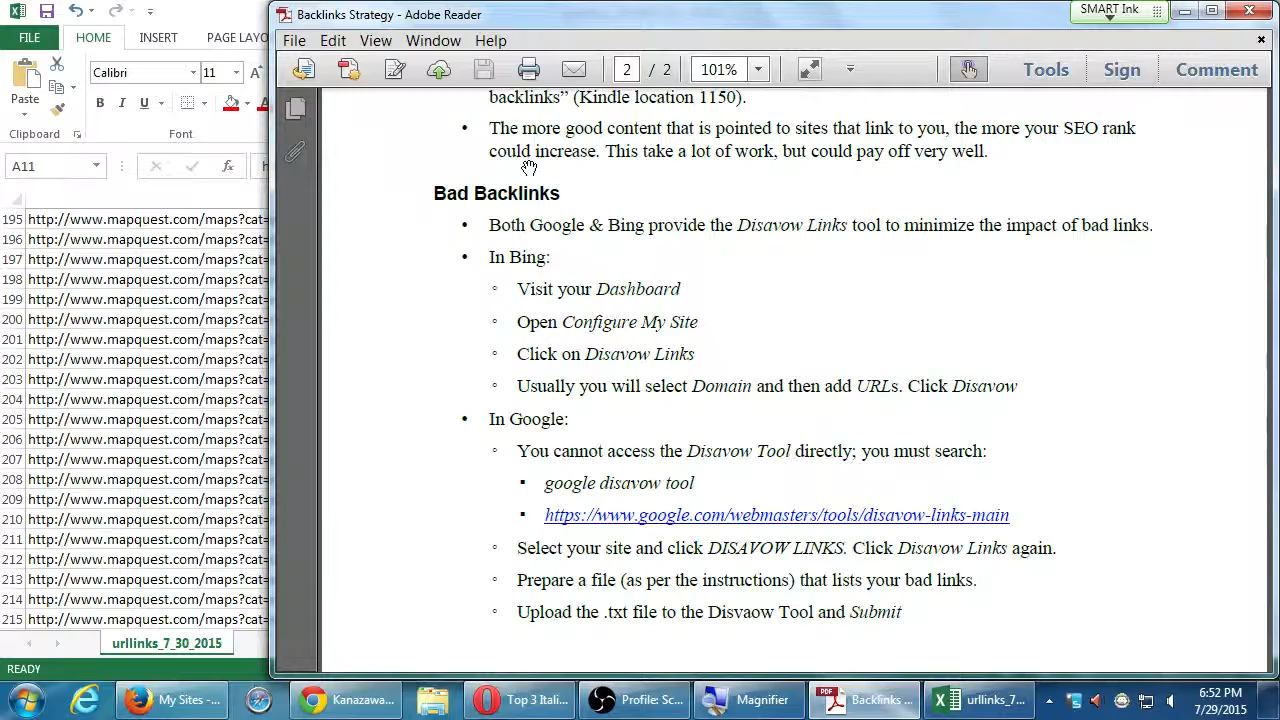 Backlinks Strategy - Adobe Reader
SMART Ink
FILE HOME INSERT PAGE LAYO
File Edit View Window Help
2 / 2 101% Tools Sign Comment
Calibri 11 A
Paste B I U A
Clipboard Font
A11 fx h
195 http://www.mapquest.com/maps?cat=
196 http://www.mapquest.com/maps?cat=
197 http://www.mapquest.com/maps?cat=
198 http://www.mapquest.com/maps?cat=
199 http://www.mapquest.com/maps?cat=
200 http://www.mapquest.com/maps?cat=
201 http://www.mapquest.com/maps?cat=
202 http://www.mapquest.com/maps?cat=
203 http://www.mapquest.com/maps?cat=
204 http://www.mapquest.com/maps?cat=
205 http://www.mapquest.com/maps?cat=
206 http://www.mapquest.com/maps?cat=
207 http://www.mapquest.com/maps?cat=
208 http://www.mapquest.com/maps?cat=
209 http://www.mapquest.com/maps?cat=
210 http://www.mapquest.com/maps?cat=
211 http://www.mapquest.com/maps?cat=
212 http://www.mapquest.com/maps?cat=
213 http://www.mapquest.com/maps?cat=
214 http://www.mapquest.com/maps?cat=
215 http://www.mapquest.com/maps?cat=
urllinks_7_30_2015
READY
backlinks” (Kindle location 1150).
• The more good content that is pointed to sites that link to you, the more your SEO rank
could increase. This take a lot of work, but could pay off very well.
Bad Backlinks
• Both Google & Bing provide the Disavow Links tool to minimize the impact of bad links.
• In Bing:
◦ Visit your Dashboard
◦ Open Configure My Site
◦ Click on Disavow Links
◦ Usually you will select Domain and then add URLs. Click Disavow
• In Google:
◦ You cannot access the Disavow Tool directly; you must search:
▪ google disavow tool
▪ https://www.google.com/webmasters/tools/disavow-links-main
◦ Select your site and click DISAVOW LINKS. Click Disavow Links again.
◦ Prepare a file (as per the instructions) that lists your bad links.
◦ Upload the .txt file to the Disvaow Tool and Submit
My Sites -... Kanazawa... Top 3 Itali... Profile: Sc... Magnifier Backlinks ... urllinks_7... 6:52 PM
7/29/2015